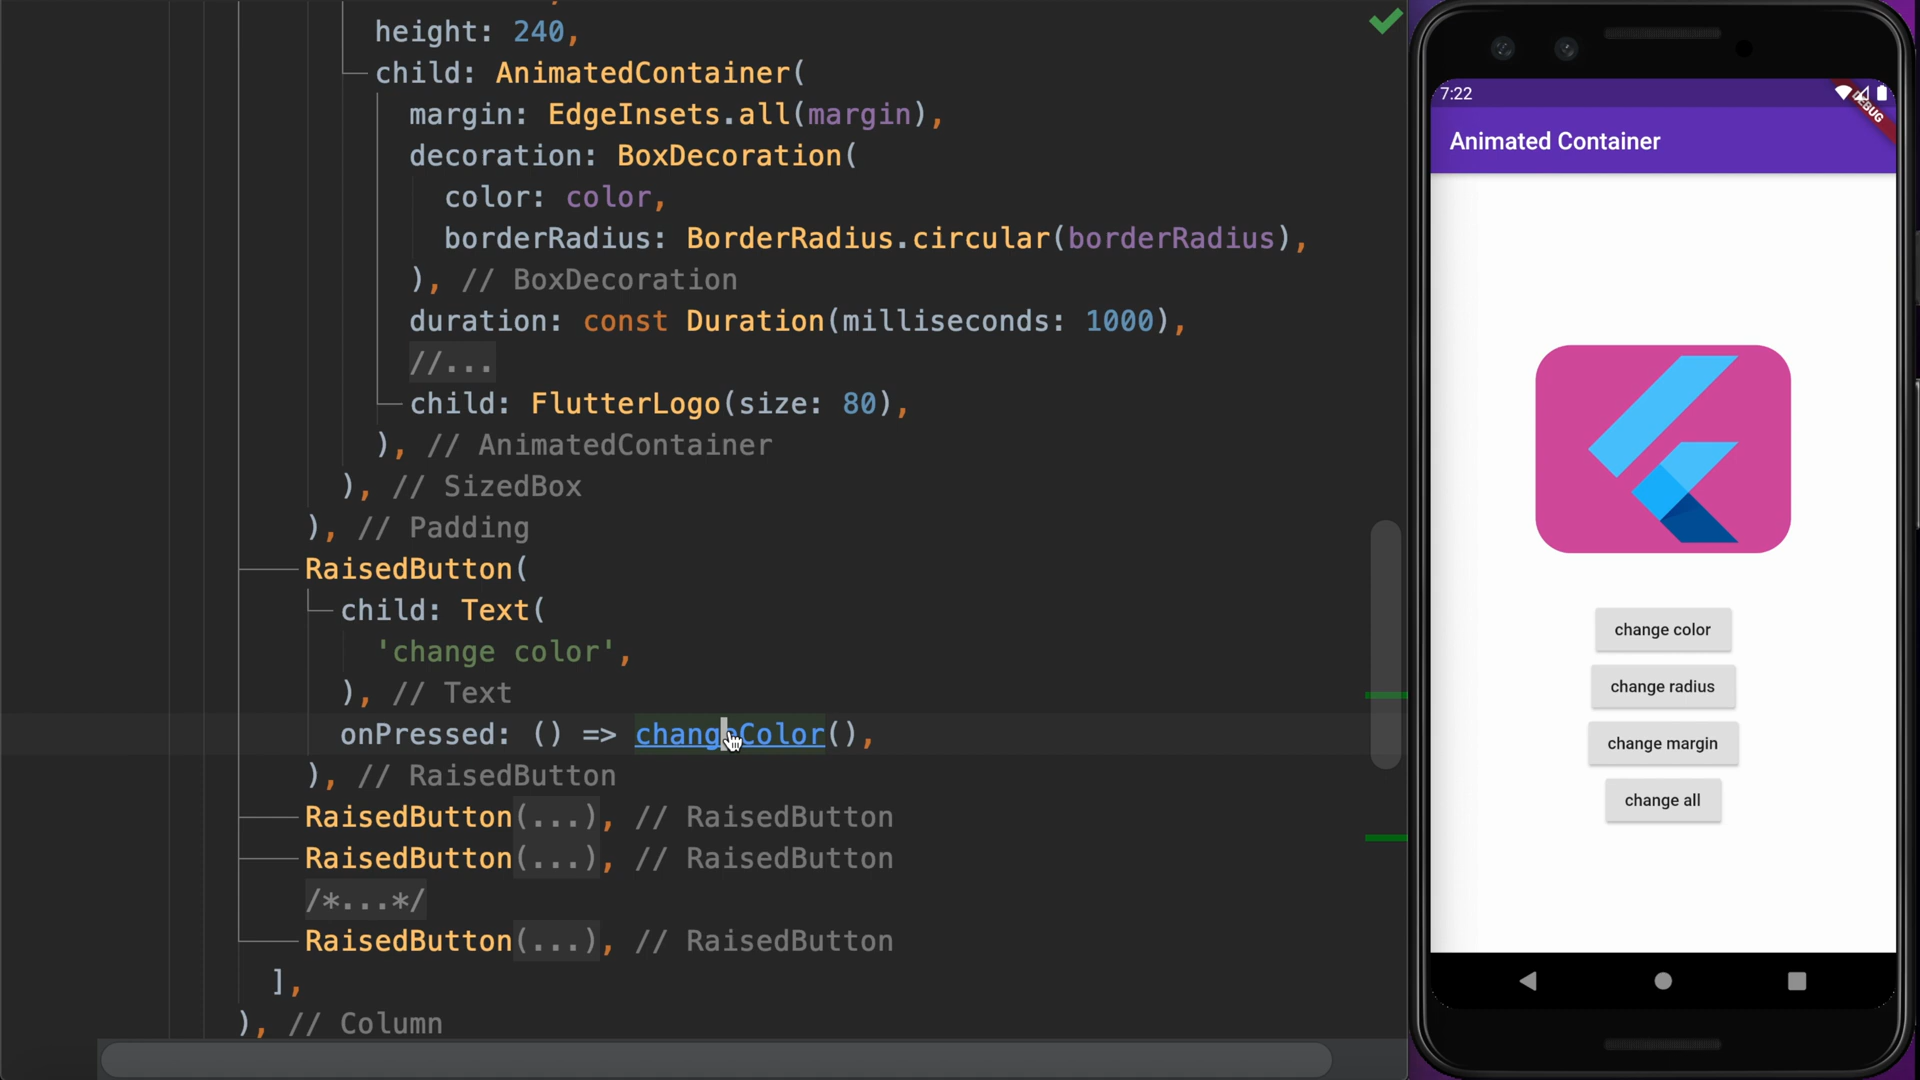 height: 240,
child: AnimatedContainer(
margin: EdgeInsets.all(margin),
decoration: BoxDecoration(
color: color,
borderRadius: BorderRadius.circular(borderRadius),
), // BoxDecoration
duration: const Duration(milliseconds: 1000),
//...
child: FlutterLogo(size: 80),
), // AnimatedContainer
), // SizedBox
), // Padding
RaisedButton(
child: Text(
'change color',
), // Text
onPressed: () => changeColor(),
), // RaisedButton
RaisedButton(...), // RaisedButton
RaisedButton(...), // RaisedButton
/*...*/
RaisedButton(...), // RaisedButton
],
), // Column
7:22
DEBUG
Animated Container
change color
change radius
change margin
change all